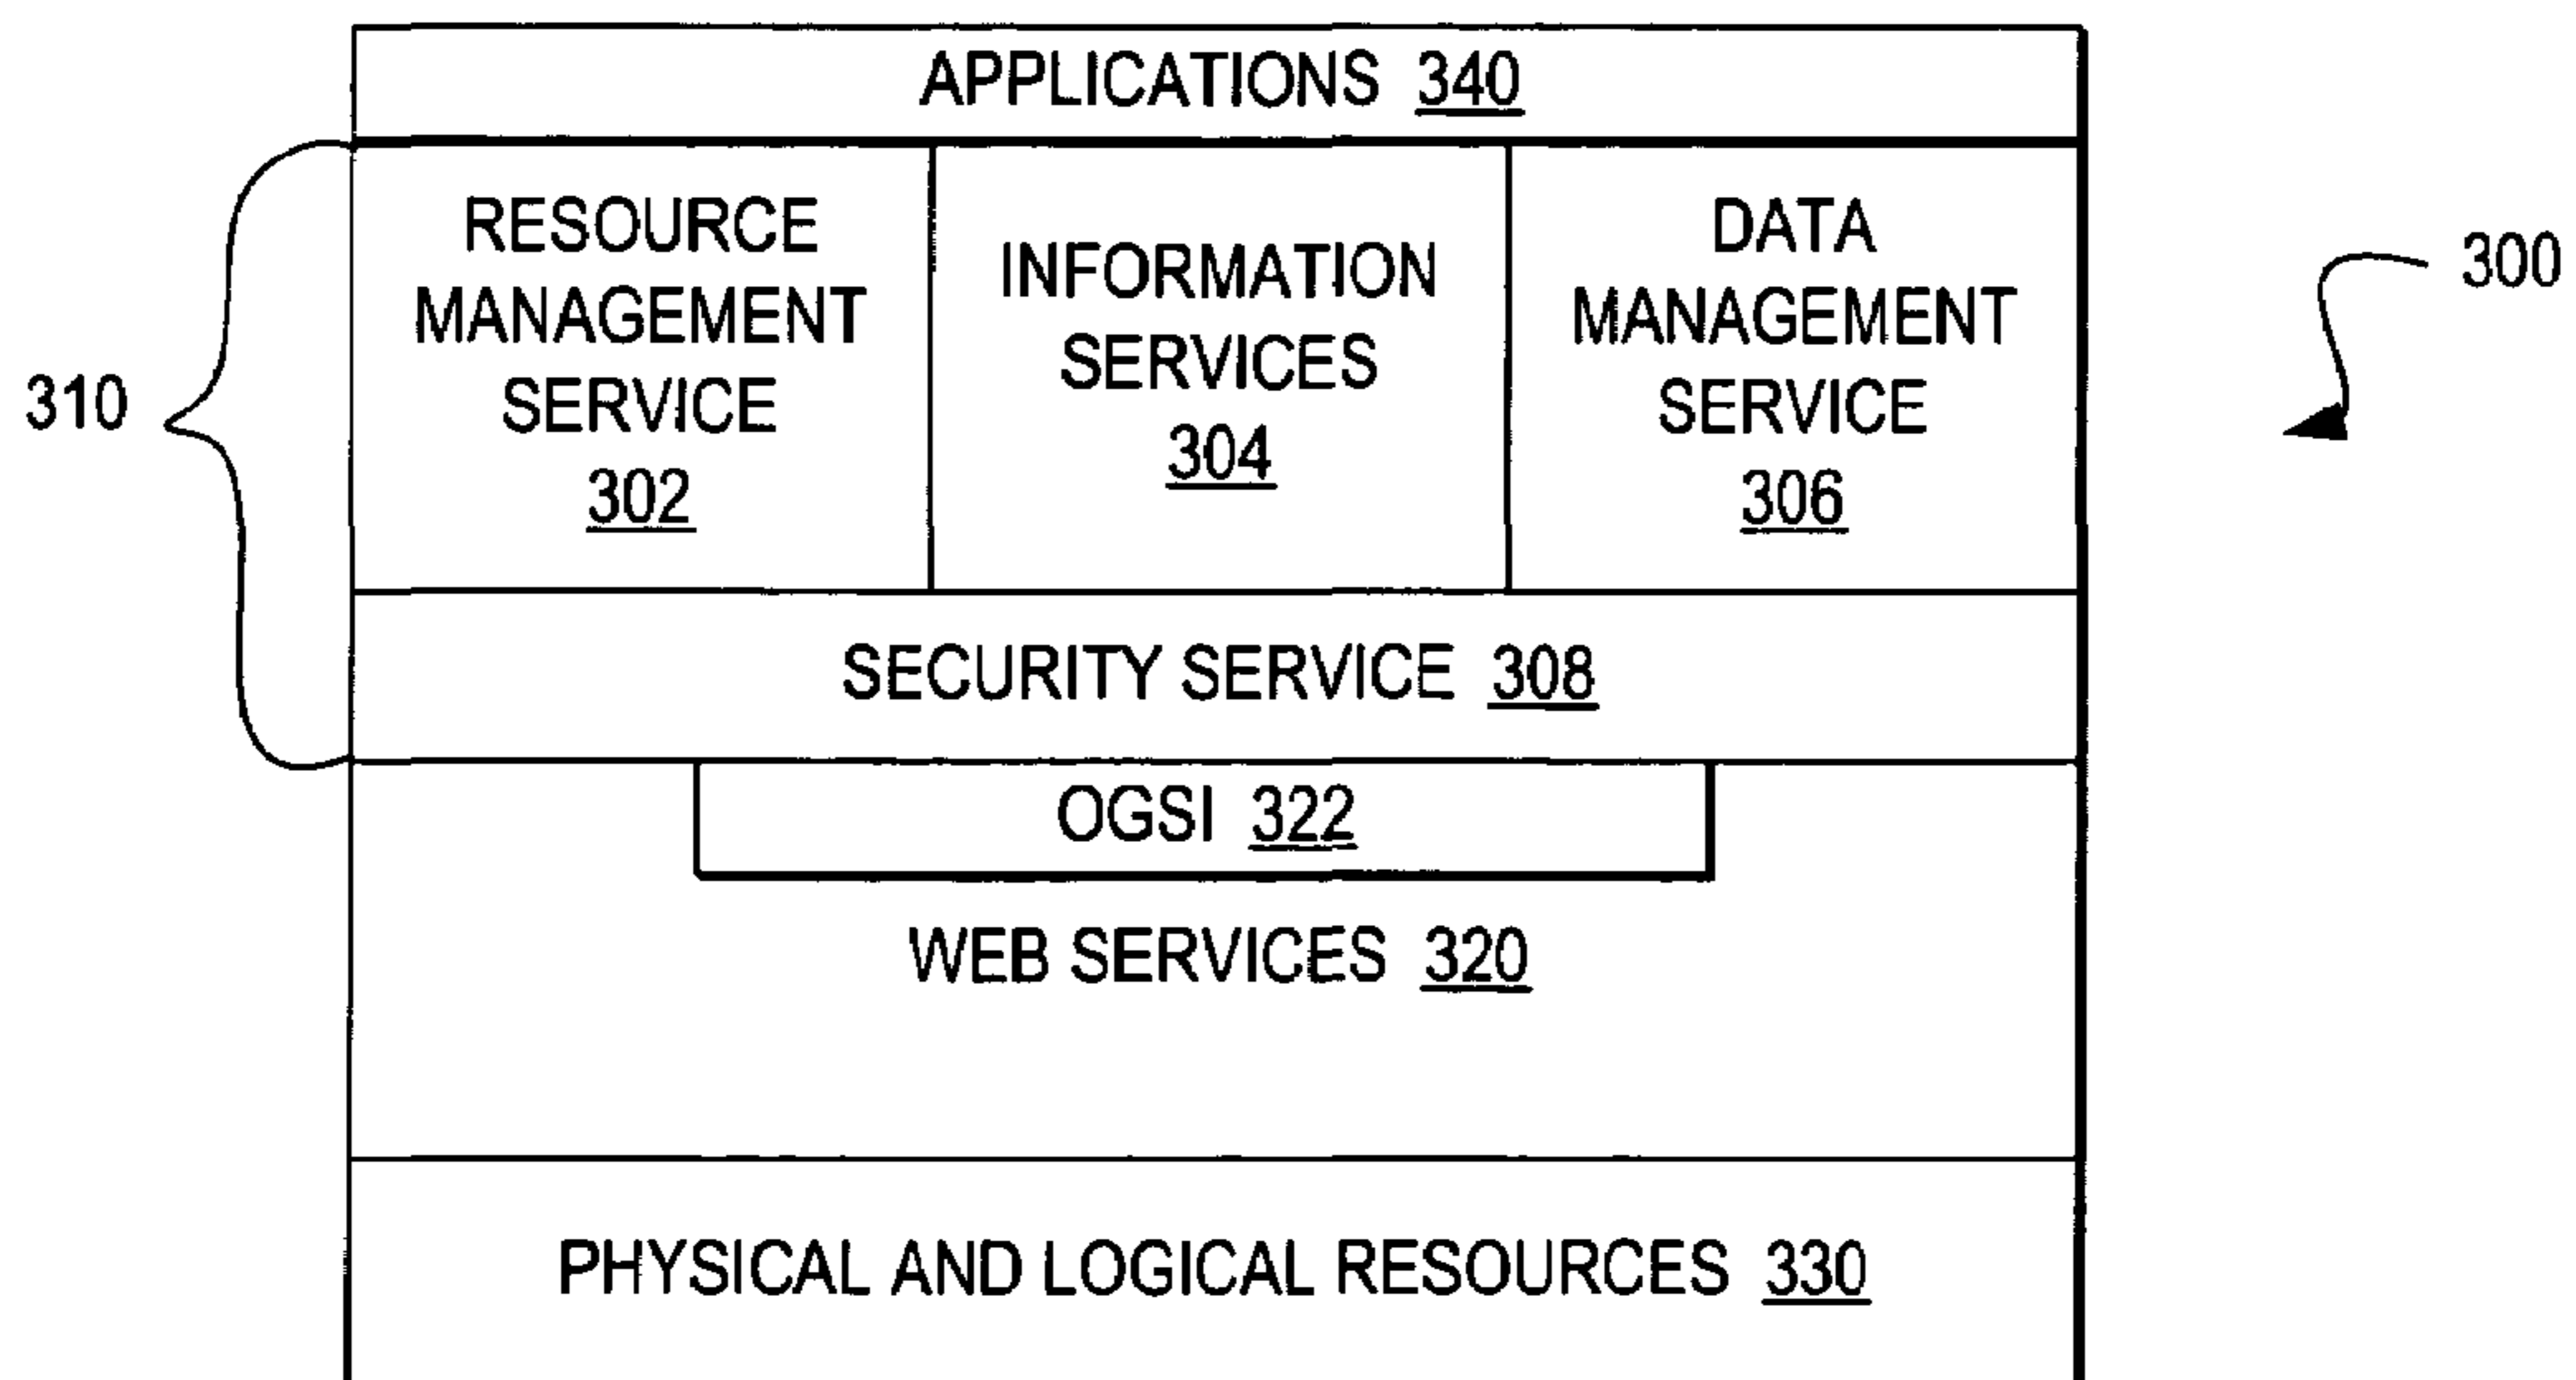 APPLICATIONS 340
RESOURCE
MANAGEMENT
SERVICE
302
INFORMATION
SERVICES
304
DATA
MANAGEMENT
SERVICE
306
300
310
SECURITY SERVICE 308
OGSI 322
WEB SERVICES 320
PHYSICAL AND LOGICAL RESOURCES 330